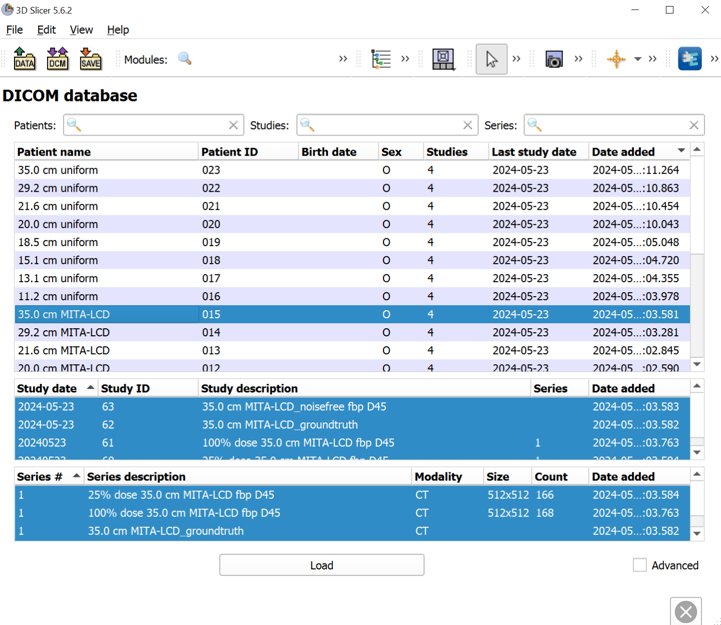 3D Slicer 5.6.2
File Edit View Help
DATA DCM SAVE Modules:
DICOM database
Patients: Studies: Series:
Patient name Patient ID Birth date Sex Studies Last study date Date added
35.0 cm uniform 023 O 4 2024-05-23 2024-05...:11.264
29.2 cm uniform 022 O 4 2024-05-23 2024-05...:10.863
21.6 cm uniform 021 O 4 2024-05-23 2024-05...:10.454
20.0 cm uniform 020 O 4 2024-05-23 2024-05...:10.043
18.5 cm uniform 019 O 4 2024-05-23 2024-05...:05.048
15.1 cm uniform 018 O 4 2024-05-23 2024-05...:04.720
13.1 cm uniform 017 O 4 2024-05-23 2024-05...:04.355
11.2 cm uniform 016 O 4 2024-05-23 2024-05...:03.978
35.0 cm MITA-LCD 015 O 4 2024-05-23 2024-05...:03.581
29.2 cm MITA-LCD 014 O 4 2024-05-23 2024-05...:03.281
21.6 cm MITA-LCD 013 O 4 2024-05-23 2024-05...:02.845
20.0 cm MITA-LCD 012 O 4 2024-05-23 2024-05...:02.590
Study date Study ID Study description Series Date added
2024-05-23 63 35.0 cm MITA-LCD_noisefree fbp D45 2024-05...:03.583
2024-05-23 62 35.0 cm MITA-LCD_groundtruth 2024-05...:03.582
20240523 61 100% dose 35.0 cm MITA-LCD fbp D45 1 2024-05...:03.763
20240523 60 25% dose 35.0 cm MITA-LCD fbp D45 1 2024-05...:03.584
Series # Series description Modality Size Count Date added
1 25% dose 35.0 cm MITA-LCD fbp D45 CT 512x512 166 2024-05...:03.584
1 100% dose 35.0 cm MITA-LCD fbp D45 CT 512x512 168 2024-05...:03.763
1 35.0 cm MITA-LCD_groundtruth CT 2024-05...:03.582
Load Advanced